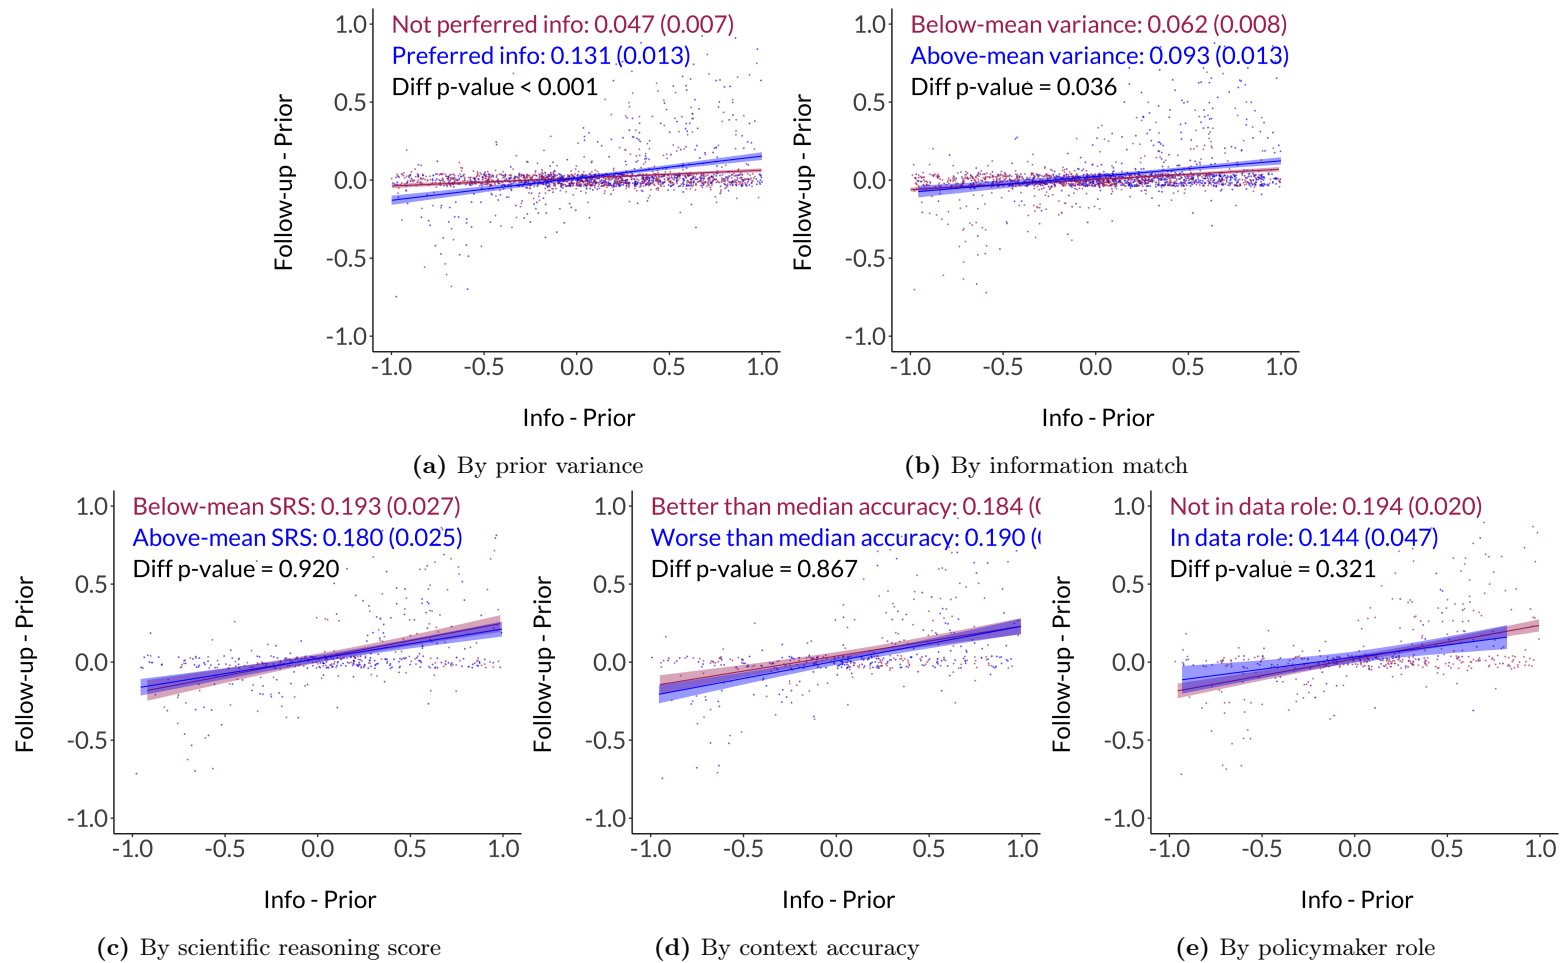 Not perferred info: 0.047 (0.007)
Preferred info: 0.131 (0.013)
Diff p-value < 0.001
1.0
0.5
0.0
-0.5
-1.0
Follow-up - Prior
-1.0 -0.5 0.0 0.5 1.0
Info - Prior
(a) By prior variance
Below-mean variance: 0.062 (0.008)
Above-mean variance: 0.093 (0.013)
Diff p-value = 0.036
1.0
0.5
0.0
-0.5
-1.0
Follow-up - Prior
-1.0 -0.5 0.0 0.5 1.0
Info - Prior
(b) By information match
Below-mean SRS: 0.193 (0.027)
Above-mean SRS: 0.180 (0.025)
Diff p-value = 0.920
1.0
0.5
0.0
-0.5
-1.0
Follow-up - Prior
-1.0 -0.5 0.0 0.5 1.0
Info - Prior
(c) By scientific reasoning score
Better than median accuracy: 0.184 (
Worse than median accuracy: 0.190 (
Diff p-value = 0.867
1.0
0.5
0.0
-0.5
-1.0
Follow-up - Prior
-1.0 -0.5 0.0 0.5 1.0
Info - Prior
(d) By context accuracy
Not in data role: 0.194 (0.020)
In data role: 0.144 (0.047)
Diff p-value = 0.321
1.0
0.5
0.0
-0.5
-1.0
Follow-up - Prior
-1.0 -0.5 0.0 0.5 1.0
Info - Prior
(e) By policymaker role